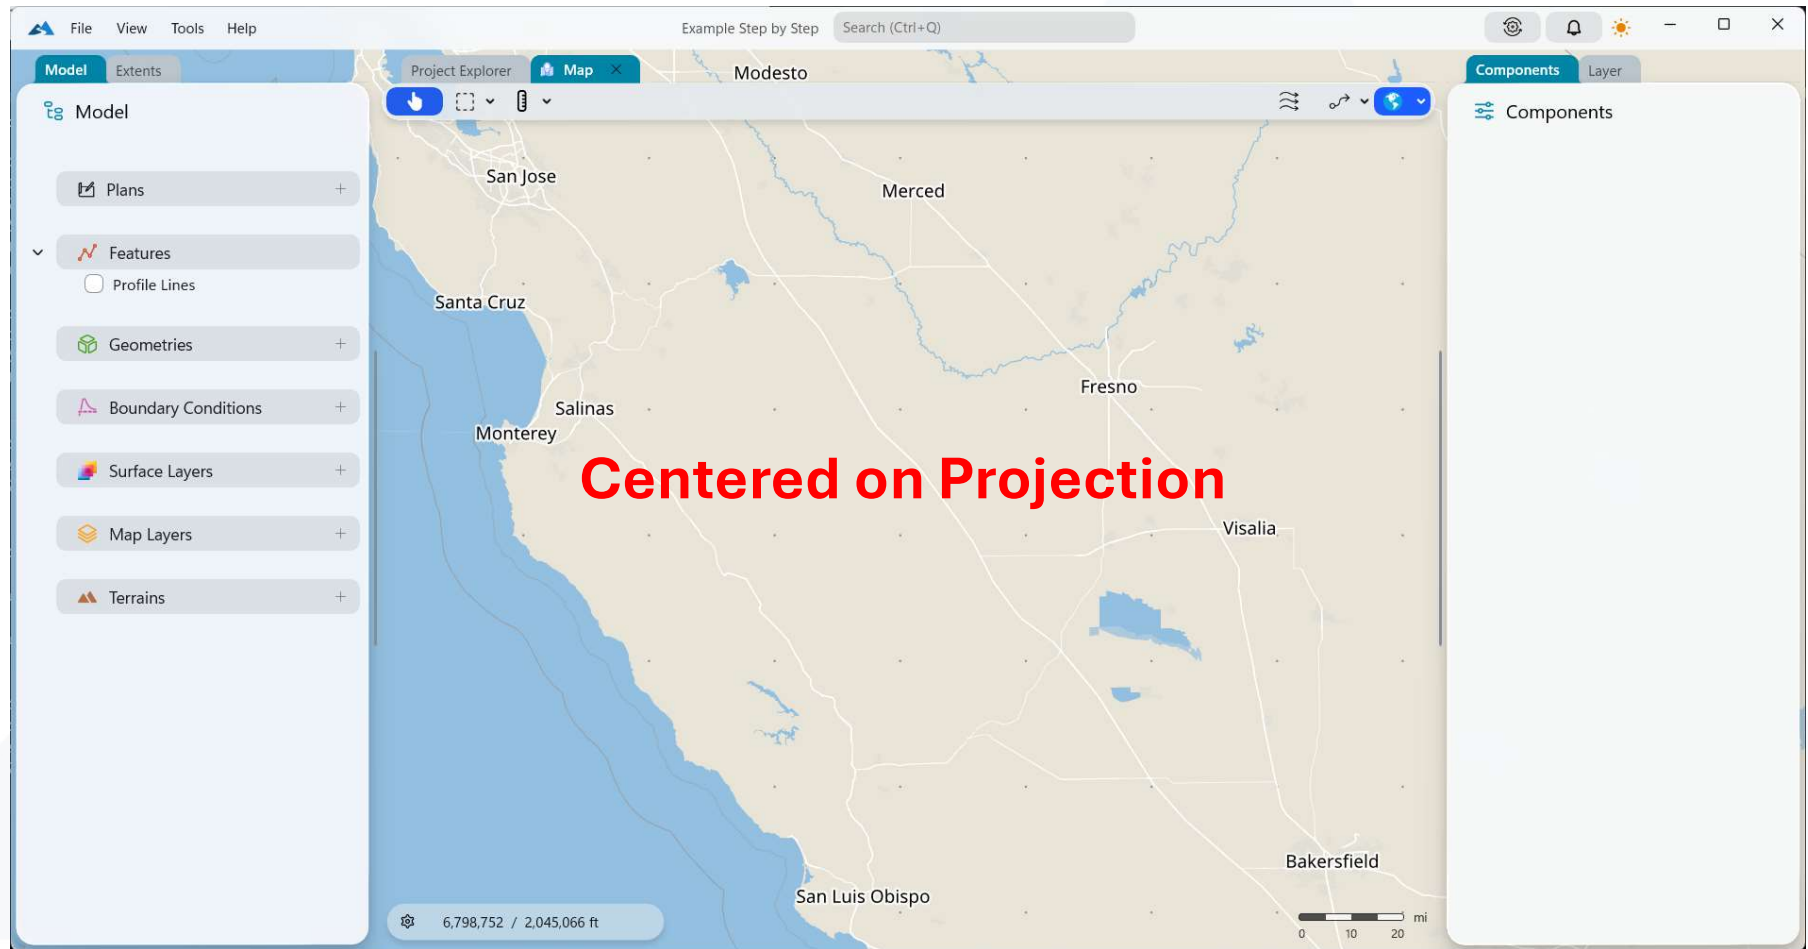 File View Tools Help
Example Step by Step
Search (Ctrl+Q)
Model
Extents
Project Explorer
Map
Components
Layer
Model
Components
Plans
Features
Profile Lines
Geometries
Boundary Conditions
Surface Layers
Map Layers
Terrains
Modesto
San Jose
Merced
Santa Cruz
Fresno
Salinas
Monterey
Centered on Projection
Visalia
Bakersfield
San Luis Obispo
6,798,752 / 2,045,066 ft
mi
0 10 20